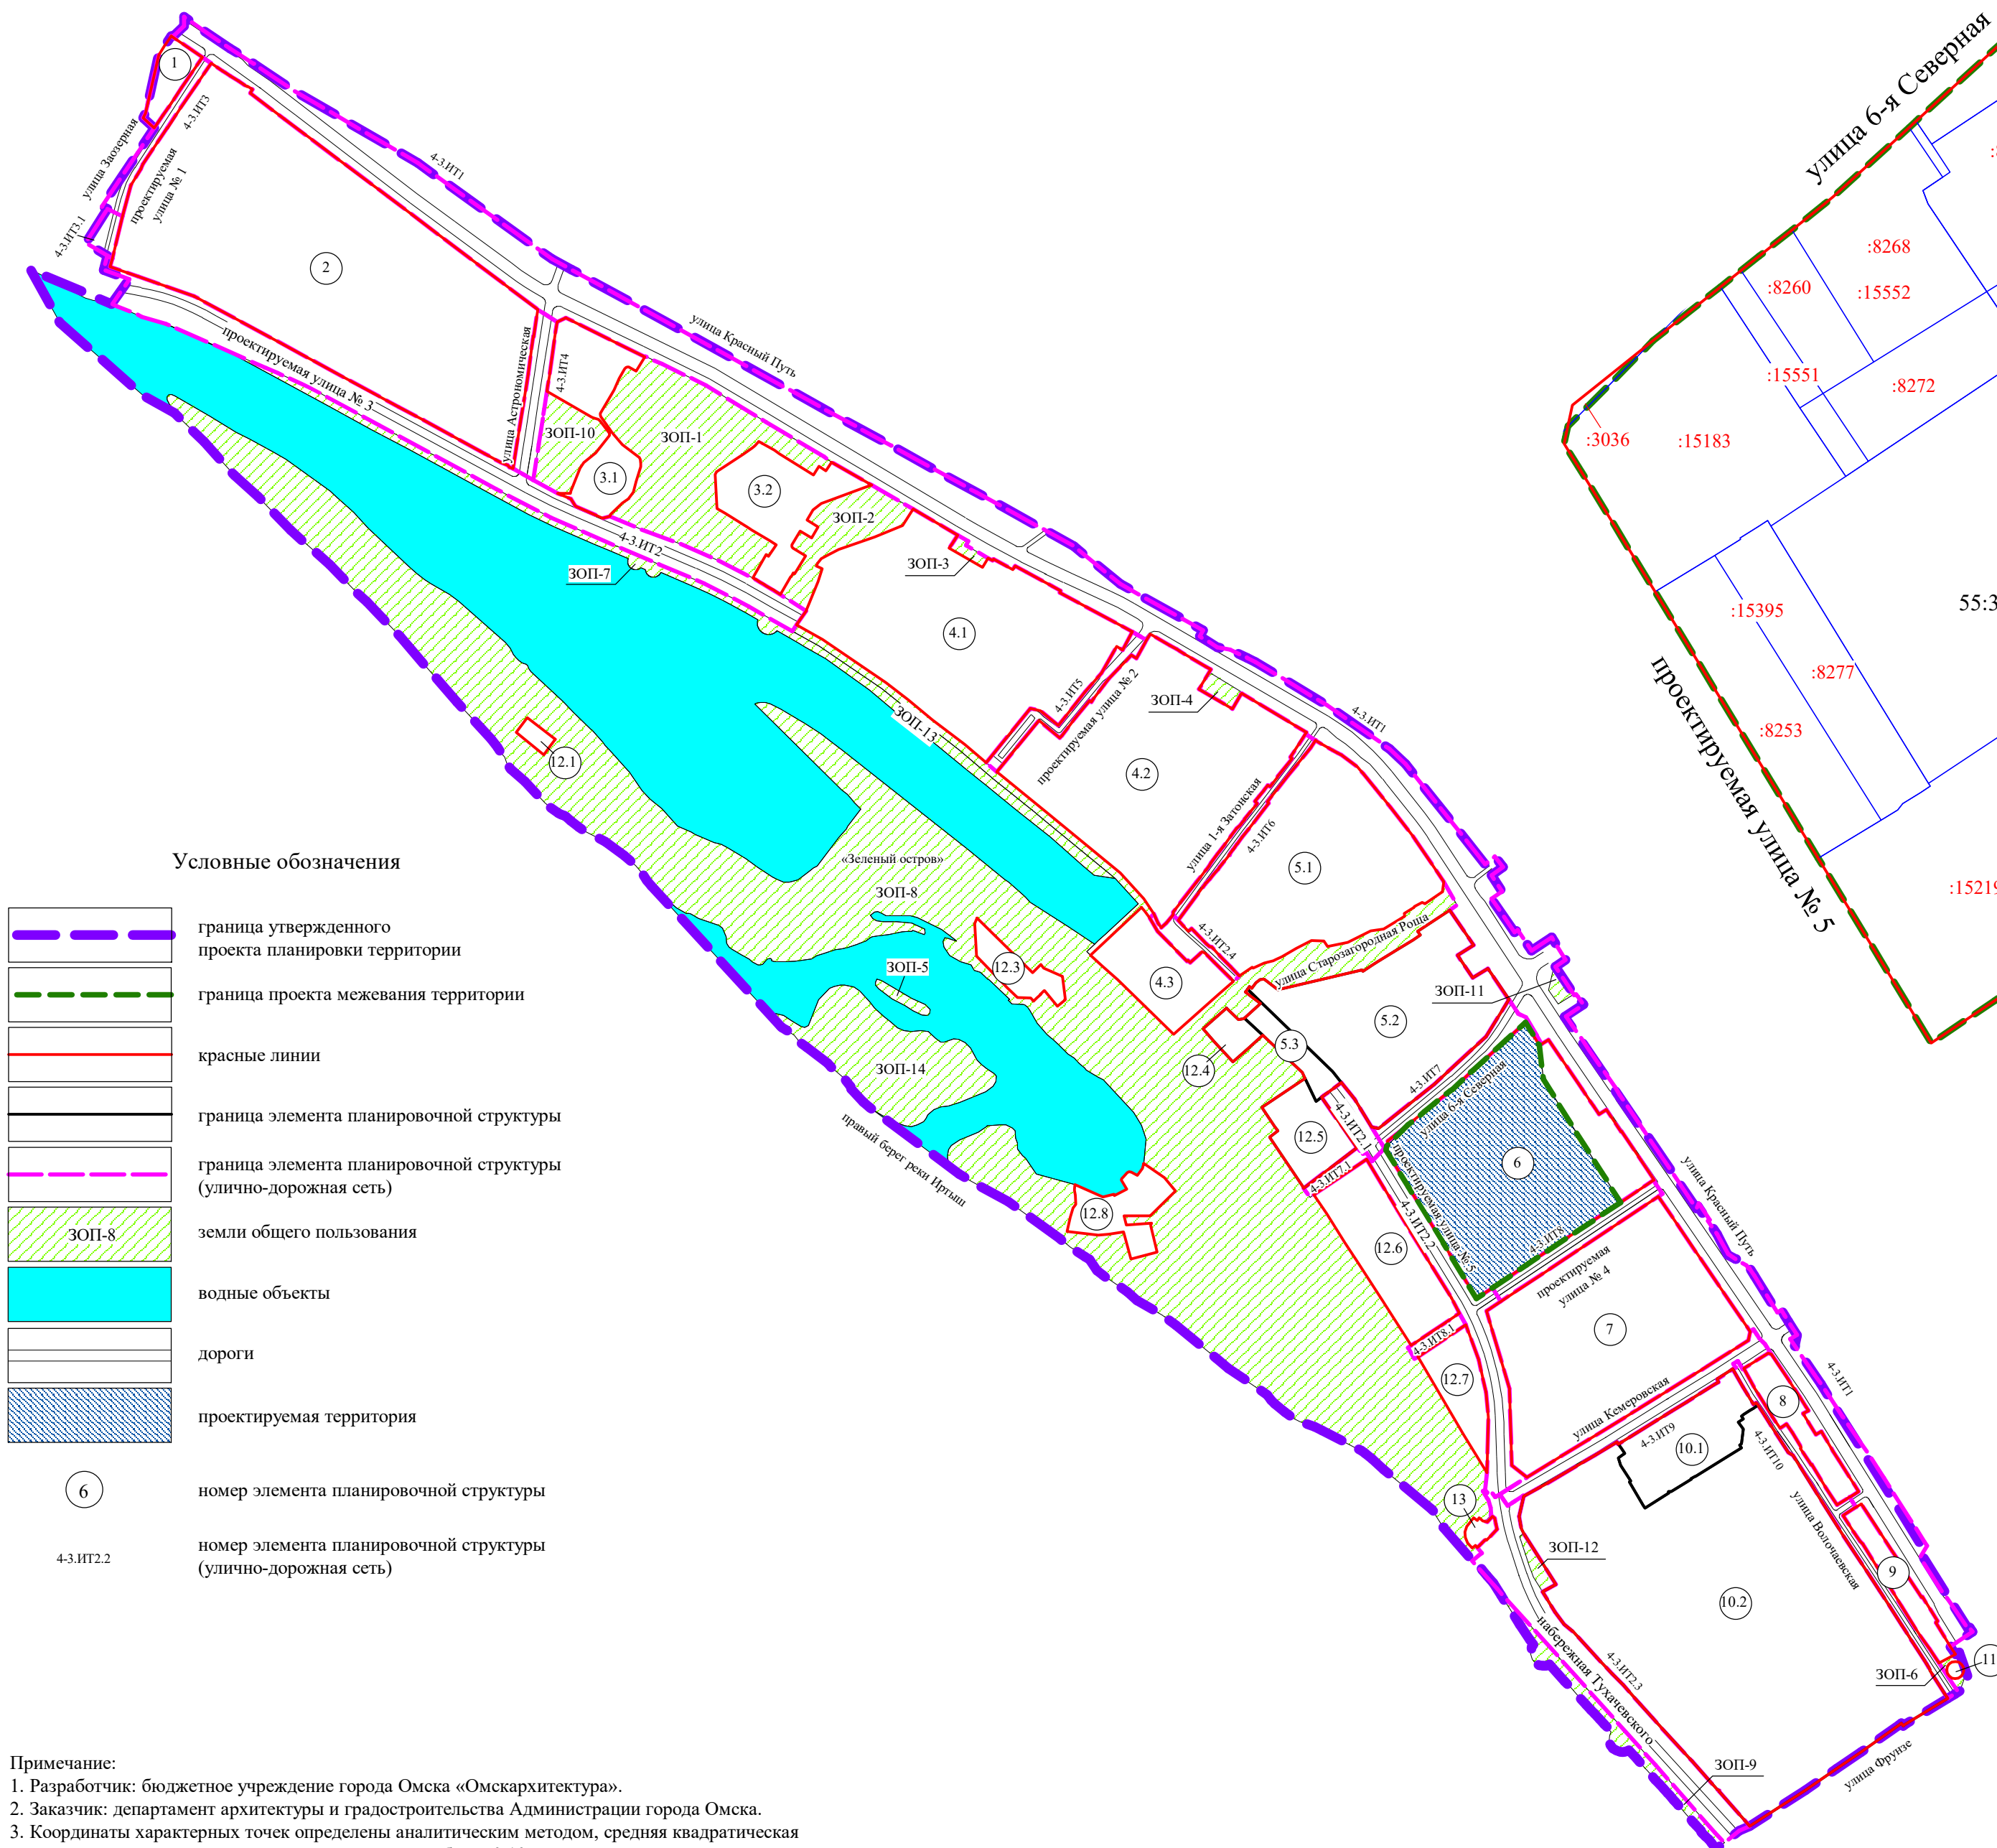 1
улица Заозерная
4-3.ИТ3
проектируемая
улица № 1
4-3.ИТ3.1
2
4-3.ИТ1
улица Красный Путь
проектируемая улица № 3
улица Астрономическая
4-3.ИТ4
ЗОП-10
ЗОП-1
3.1
3.2
ЗОП-2
4-3.ИТ2
ЗОП-7
ЗОП-3
4.1
4-3.ИТ5
проектируемая улица № 2
ЗОП-4
4-3.ИТ1
ЗОП-13
4.2
12.1
улица 1-я Затонская
4-3.ИТ6
5.1
«Зеленый остров»
ЗОП-8
улица Старозагородная Роща
4-3.ИТ2.4
12.3
ЗОП-5
4.3
ЗОП-11
5.2
5.3
12.4
ЗОП-14
4-3.ИТ7
улица 6-я Северная
правый берег реки Иртыш
4-3.ИТ2.1
12.5
проектируемая улица № 5
6
4-3.ИТ7.1
улица Красный Путь
12.8
4-3.ИТ2.2
12.6
4-3.ИТ8
проектируемая
улица № 4
7
4-3.ИТ8.1
12.7
4-3.ИТ1
улица Кемеровская
8
4-3.ИТ9
10.1
4-3.ИТ10
13
улица Волочаевская
ЗОП-12
9
10.2
набережная Тухачевского
4-3.ИТ2.3
11
ЗОП-6
ЗОП-9
улица Фрунзе
улица 6-я Северная
:8268
:8260
:15552
:15551
:8272
:3036
:15183
:15395
55:3
:8277
:8253
проектируемая улица № 5
:15219
Условные обозначения
граница утвержденного
проекта планировки территории
граница проекта межевания территории
красные линии
граница элемента планировочной структуры
граница элемента планировочной структуры
(улично-дорожная сеть)
ЗОП-8
земли общего пользования
водные объекты
дороги
проектируемая территория
6
номер элемента планировочной структуры
4-3.ИТ2.2
номер элемента планировочной структуры
(улично-дорожная сеть)
Примечание:
1. Разработчик: бюджетное учреждение города Омска «Омскархитектура».
2. Заказчик: департамент архитектуры и градостроительства Администрации города Омска.
3. Координаты характерных точек определены аналитическим методом, средняя квадратическая